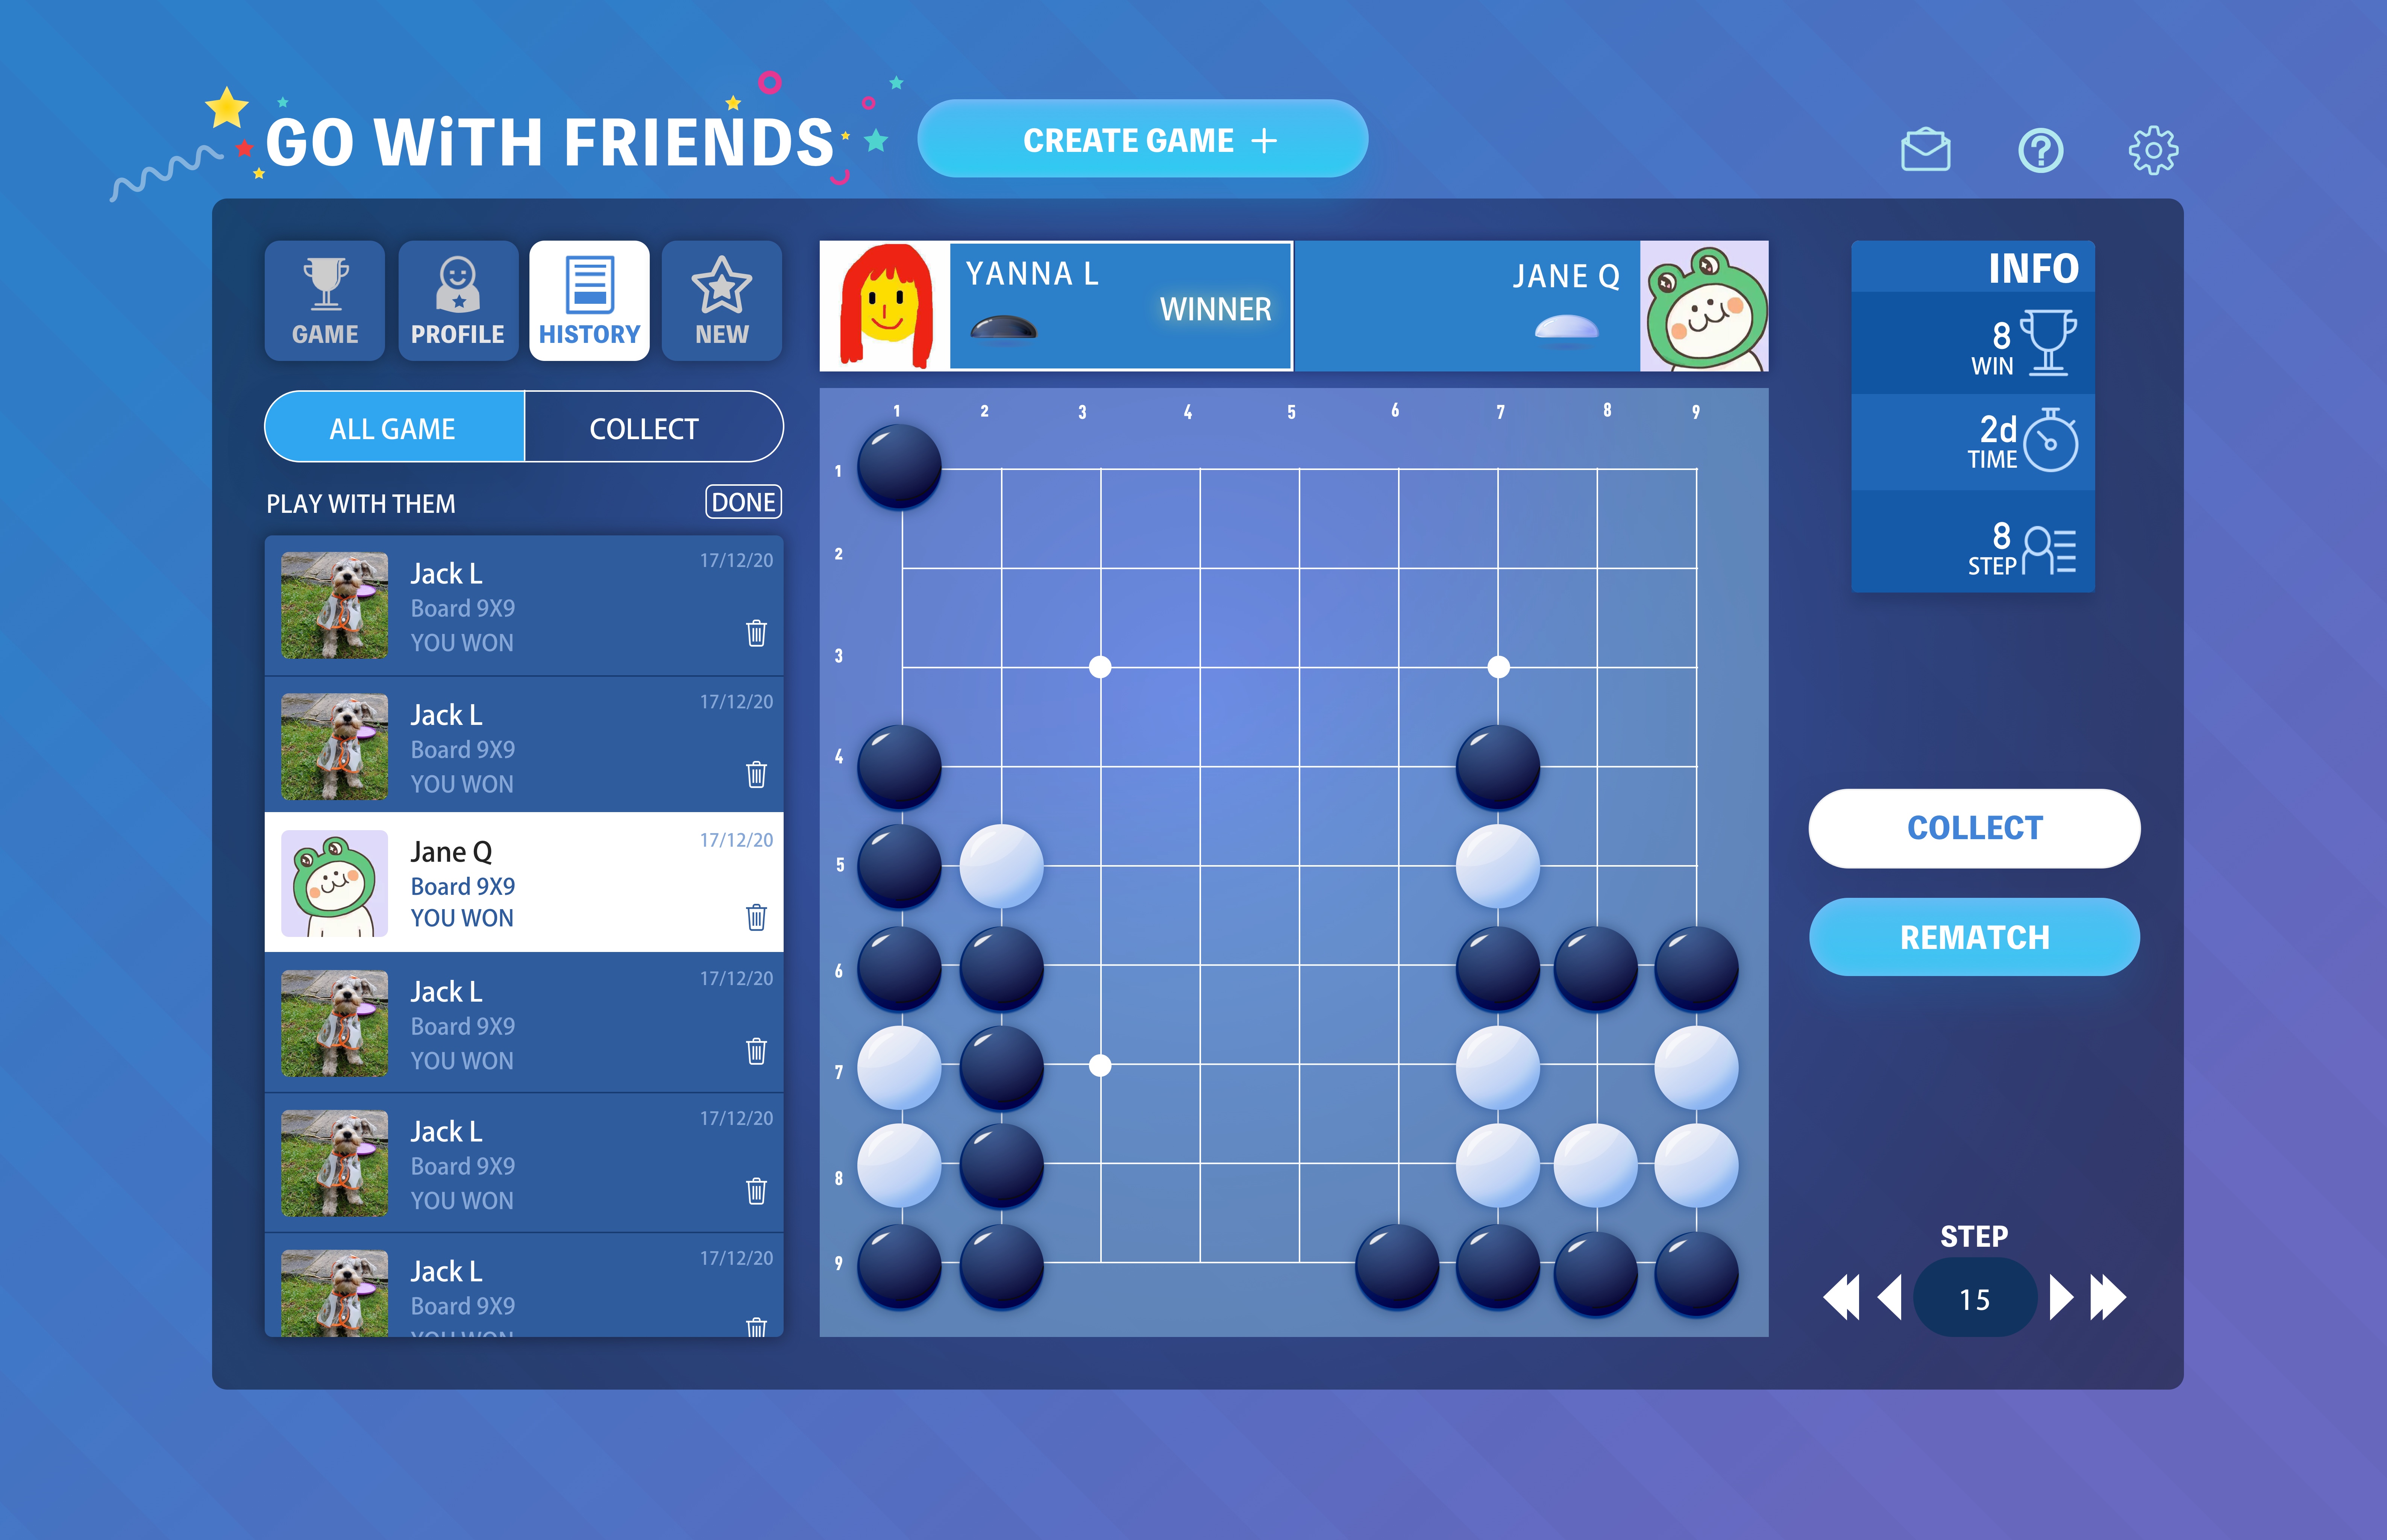 GO WiTH FRIENDS
CREATE GAME +
GAME
PROFILE
HISTORY
NEW
ALL GAME
COLLECT
PLAY WITH THEM
DONE
Jack L
17/12/20
Board 9X9
YOU WON
Jack L
17/12/20
Board 9X9
YOU WON
Jane Q
17/12/20
Board 9X9
YOU WON
Jack L
17/12/20
Board 9X9
YOU WON
Jack L
17/12/20
Board 9X9
YOU WON
Jack L
17/12/20
Board 9X9
YOU WON
YANNA L
WINNER
JANE Q
1 2 3 4 5 6 7 8 9
1
2
3
4
5
6
7
8
9
INFO
8
WIN
2d
TIME
8
STEP
COLLECT
REMATCH
STEP
15